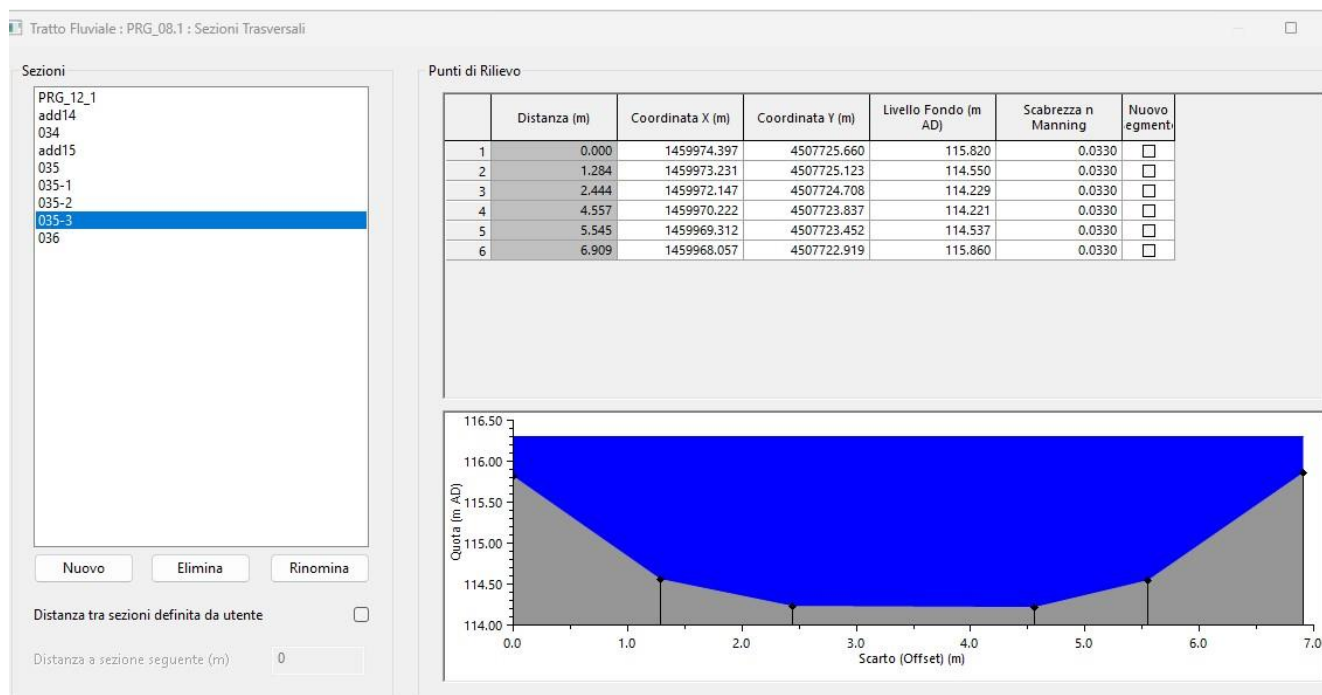 Tratto Fluviale : PRG_08.1 : Sezioni Trasversali
Sezioni
PRG_12_1
add14
034
add15
035
035-1
035-2
035-3
036
Nuovo Elimina Rinomina
Distanza tra sezioni definita da utente
Distanza a sezione seguente (m) 0
Punti di Rilievo
Distanza (m) Coordinata X (m) Coordinata Y (m) Livello Fondo (m AD) Scabrezza n Manning Nuovo egment
1 0.000 1459974.397 4507725.660 115.820 0.0330
2 1.284 1459973.231 4507725.123 114.550 0.0330
3 2.444 1459972.147 4507724.708 114.229 0.0330
4 4.557 1459970.222 4507723.837 114.221 0.0330
5 5.545 1459969.312 4507723.452 114.537 0.0330
6 6.909 1459968.057 4507722.919 115.860 0.0330
Quota (m AD)
116.50
116.00
115.50
115.00
114.50
114.00
0.0 1.0 2.0 3.0 4.0 5.0 6.0 7.0
Scarto (Offset) (m)